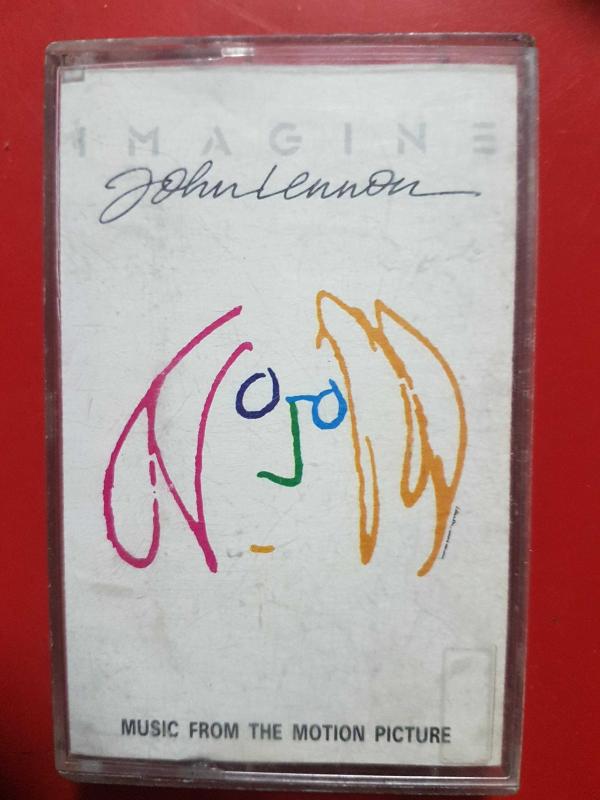 IMAGINE
John Lennon
MUSIC FROM THE MOTION PICTURE